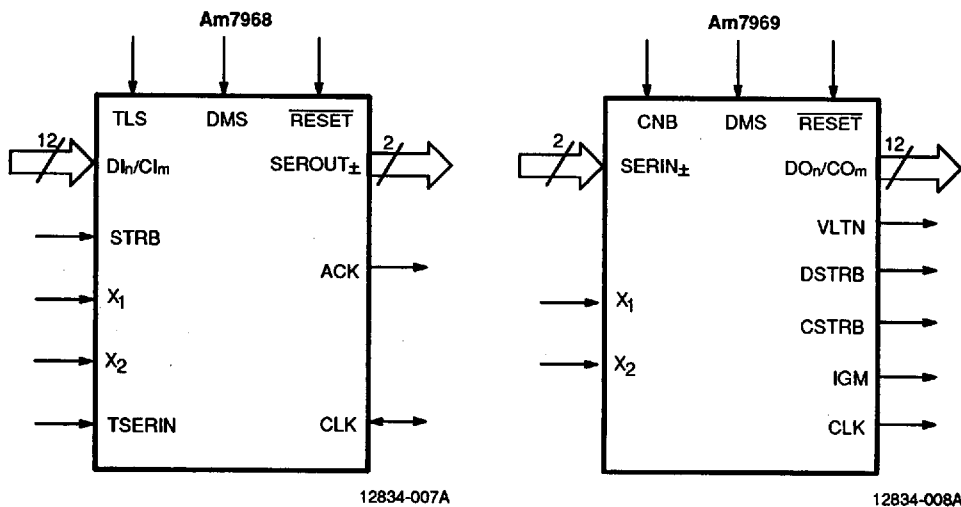 Am7968
TLS DMS RESET
12
DIn/CIm
SEROUT±
2
STRB
ACK
X1
X2
TSERIN
CLK
12834-007A
Am7969
CNB DMS RESET
2
SERIN±
DOn/COm
12
VLTN
DSTRB
X1
CSTRB
X2
IGM
CLK
12834-008A